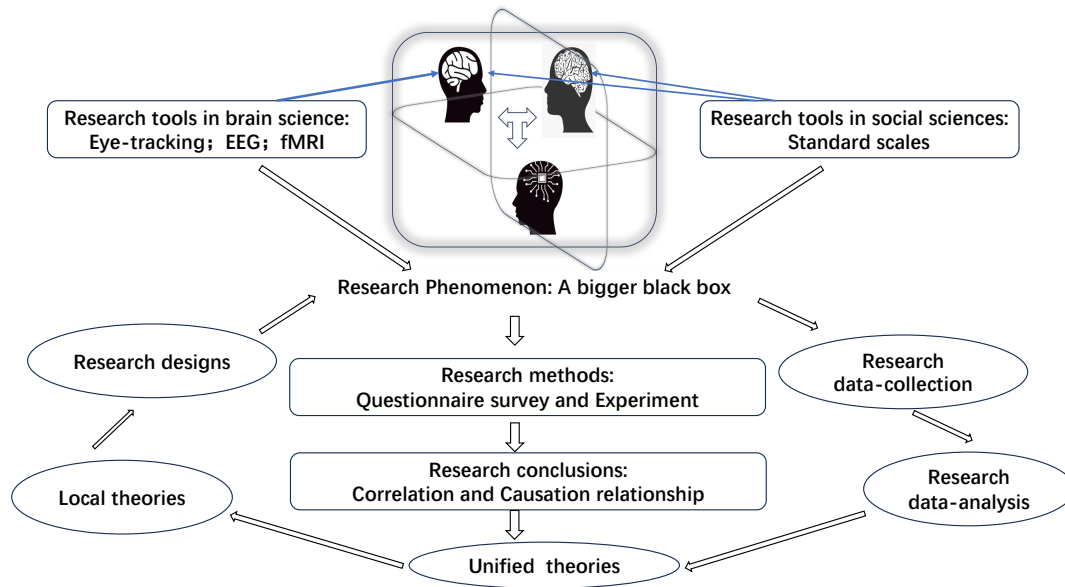 Research tools in brain science:
Eye-tracking；EEG；fMRI
Research tools in social sciences:
Standard scales
Research Phenomenon: A bigger black box
Research designs
Research methods:
Questionnaire survey and Experiment
Research
data-collection
Local theories
Research conclusions:
Correlation and Causation relationship
Research
data-analysis
Unified theories